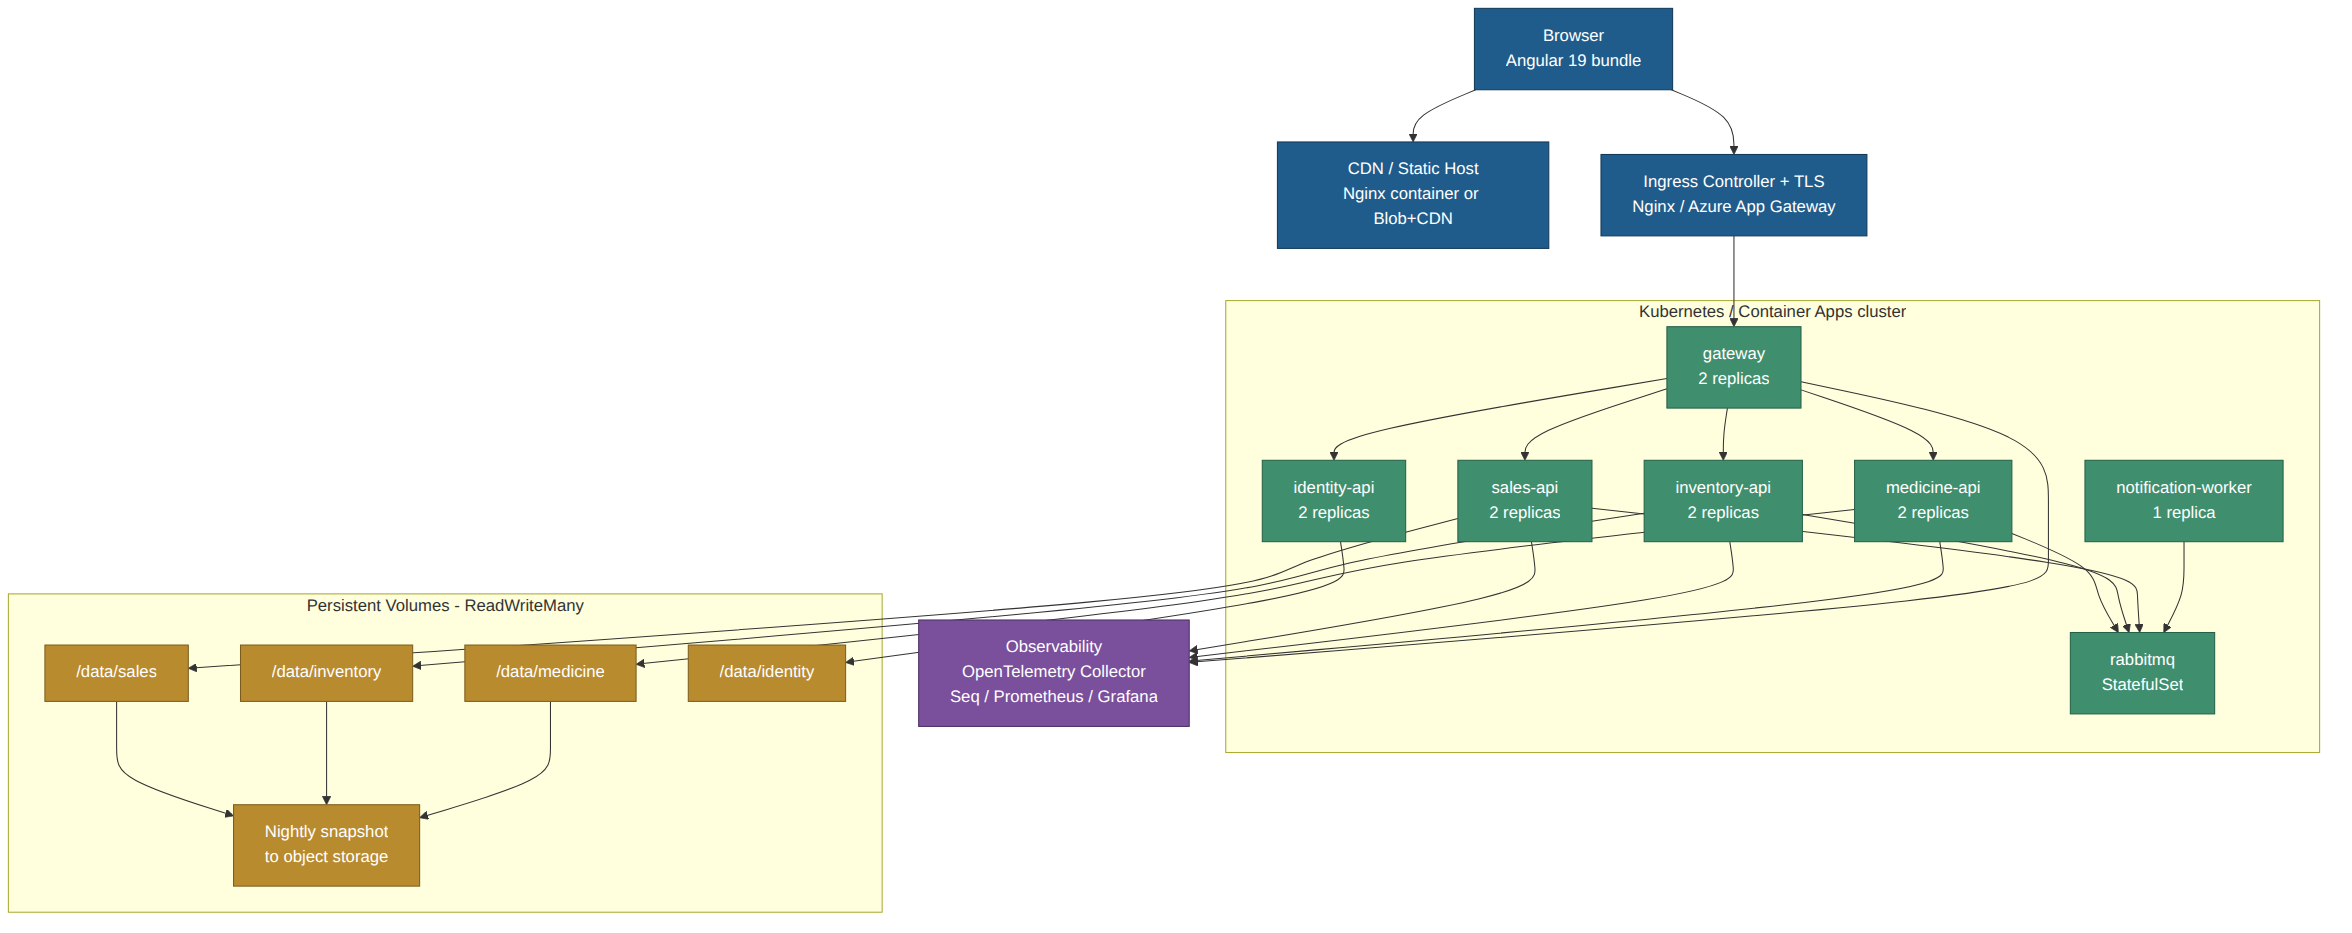 Browser
Angular 19 bundle
CDN / Static Host
Nginx container or
Blob+CDN
Ingress Controller + TLS
Nginx / Azure App Gateway
Kubernetes / Container Apps cluster
gateway
2 replicas
identity-api
2 replicas
sales-api
2 replicas
inventory-api
2 replicas
medicine-api
2 replicas
notification-worker
1 replica
rabbitmq
StatefulSet
Persistent Volumes - ReadWriteMany
/data/sales
/data/inventory
/data/medicine
/data/identity
Observability
OpenTelemetry Collector
Seq / Prometheus / Grafana
Nightly snapshot
to object storage